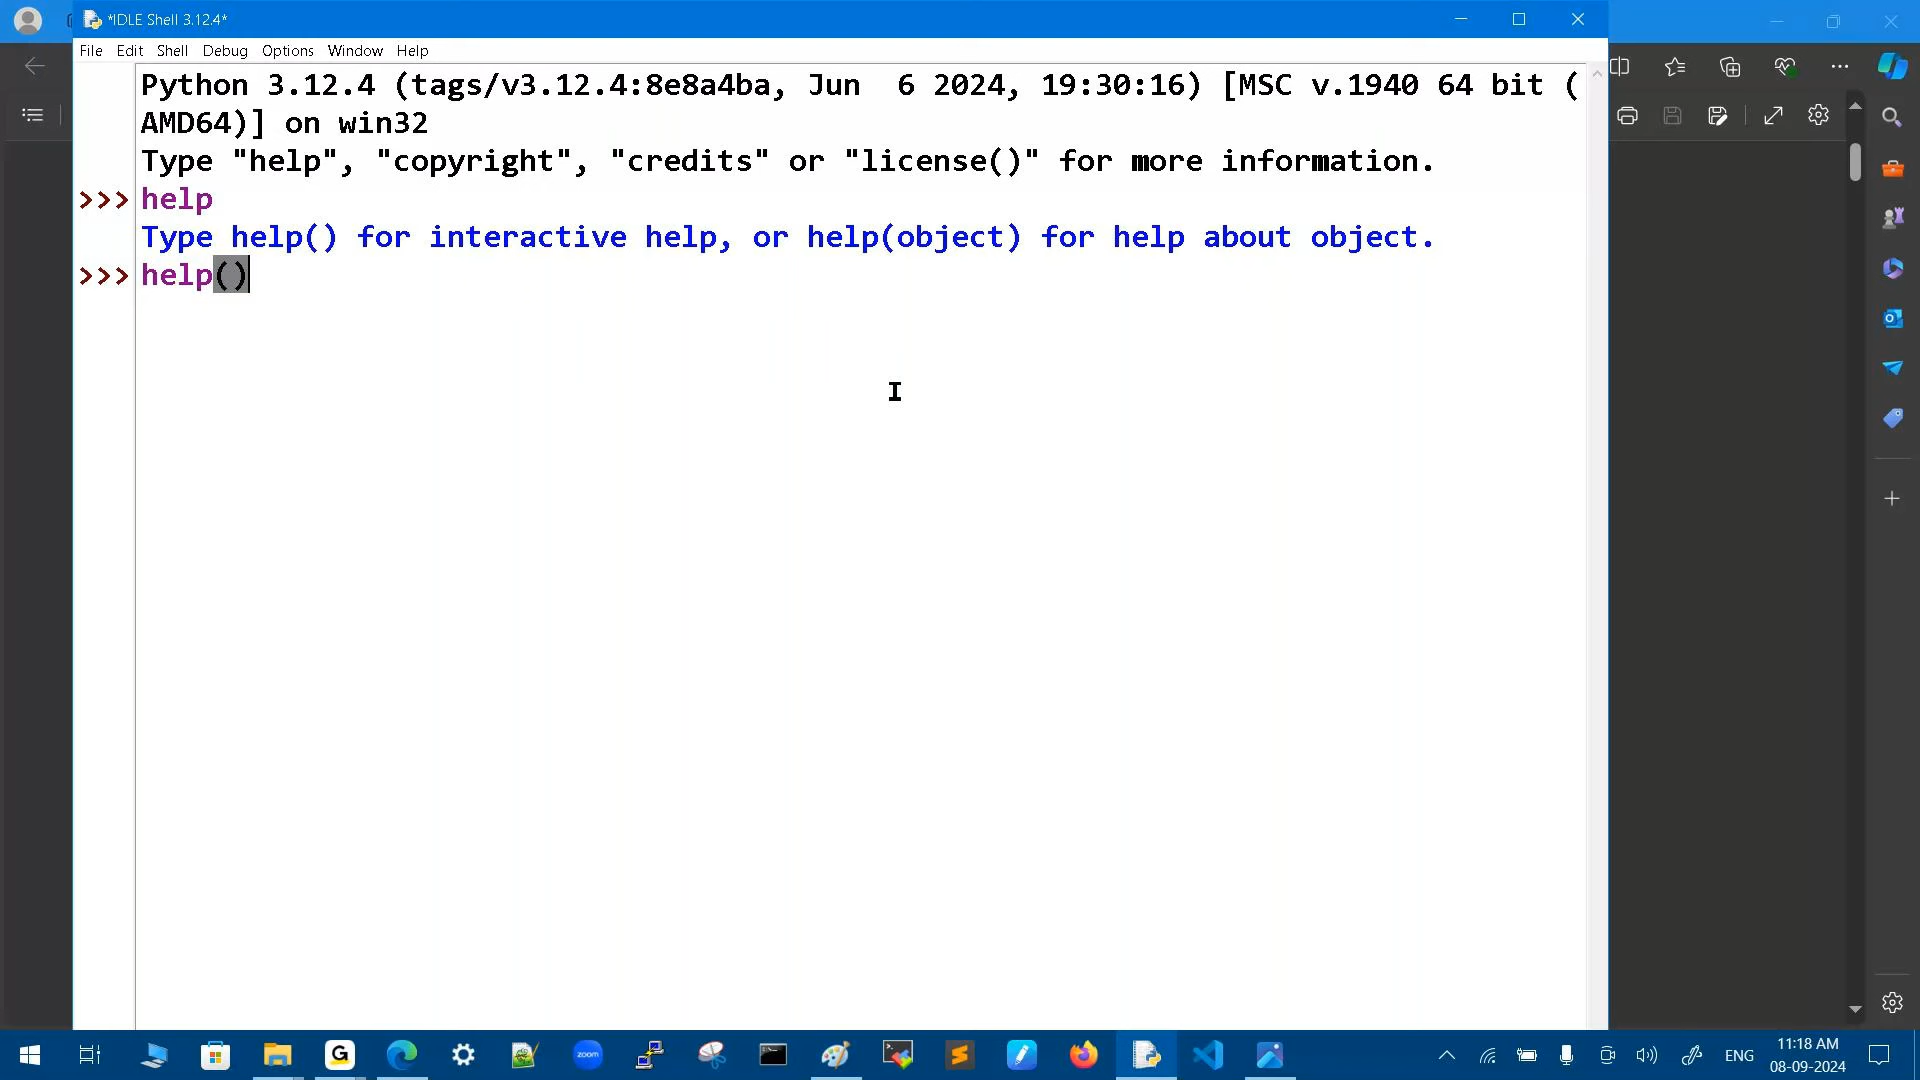 *IDLE Shell 3.12.4*
File Edit Shell Debug Options Window Help
Python 3.12.4 (tags/v3.12.4:8e8a4ba, Jun  6 2024, 19:30:16) [MSC v.1940 64 bit (
AMD64)] on win32
Type "help", "copyright", "credits" or "license()" for more information.
>>> help
Type help() for interactive help, or help(object) for help about object.
>>> help()
zoom
ENG
11:18 AM
08-09-2024